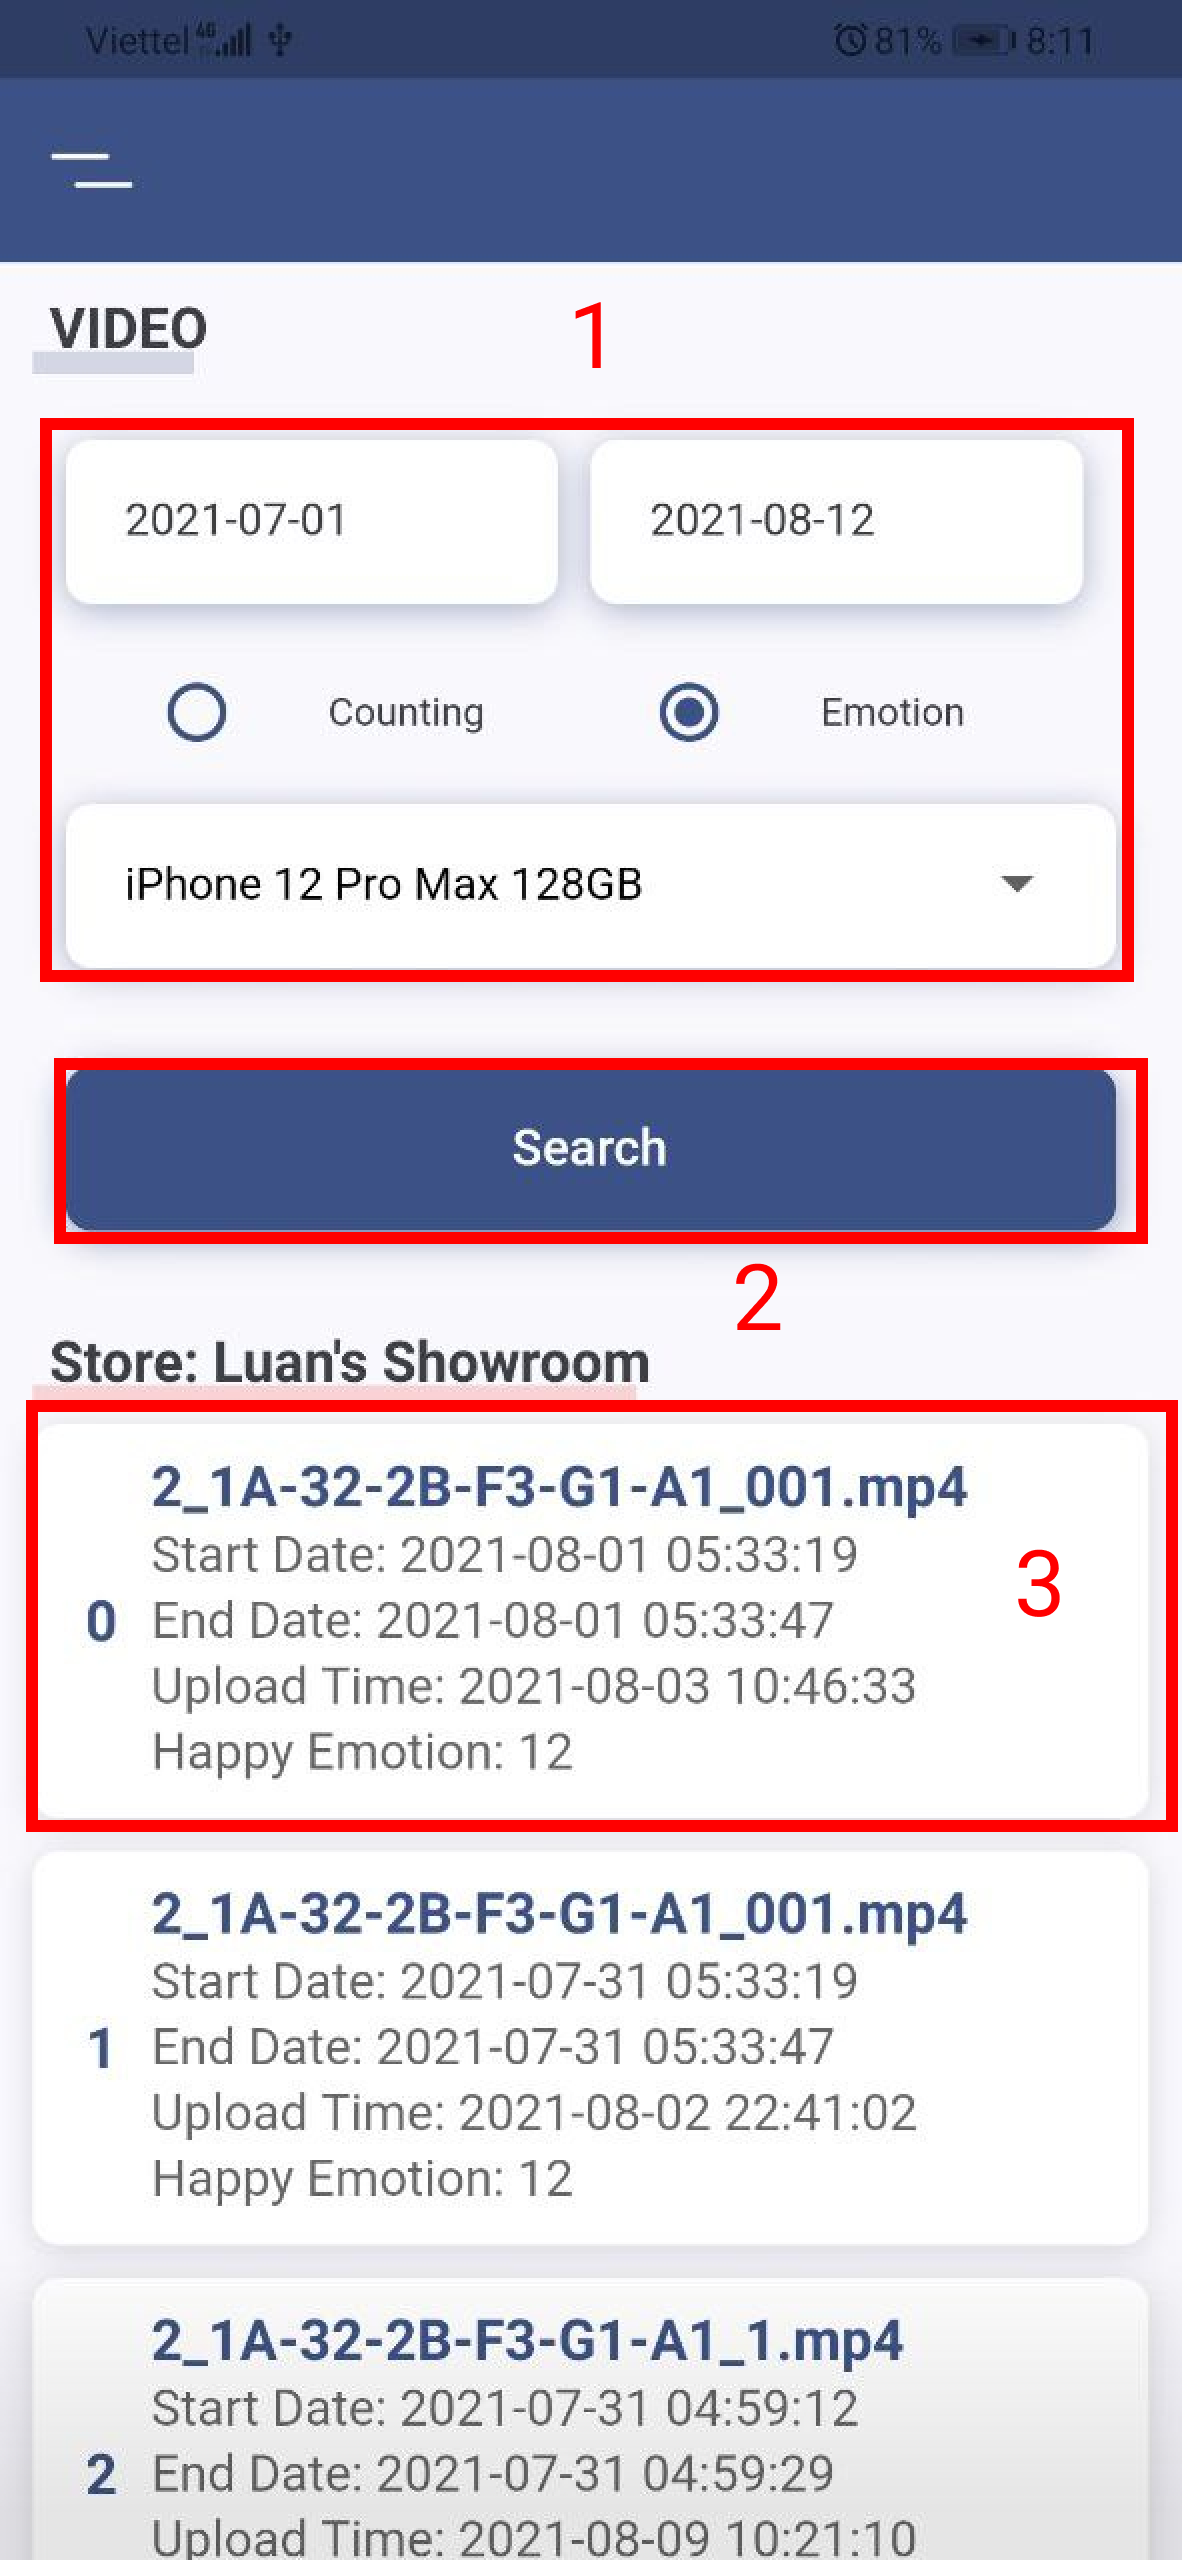 Viettel 4G 81% 8:11
VIDEO
1
2021-07-01 2021-08-12
Counting Emotion
iPhone 12 Pro Max 128GB
Search
2
Store: Luan's Showroom
2_1A-32-2B-F3-G1-A1_001.mp4
Start Date: 2021-08-01 05:33:19
3
0 End Date: 2021-08-01 05:33:47
Upload Time: 2021-08-03 10:46:33
Happy Emotion: 12
2_1A-32-2B-F3-G1-A1_001.mp4
Start Date: 2021-07-31 05:33:19
1 End Date: 2021-07-31 05:33:47
Upload Time: 2021-08-02 22:41:02
Happy Emotion: 12
2_1A-32-2B-F3-G1-A1_1.mp4
Start Date: 2021-07-31 04:59:12
2 End Date: 2021-07-31 04:59:29
Upload Time: 2021-08-09 10:21:10